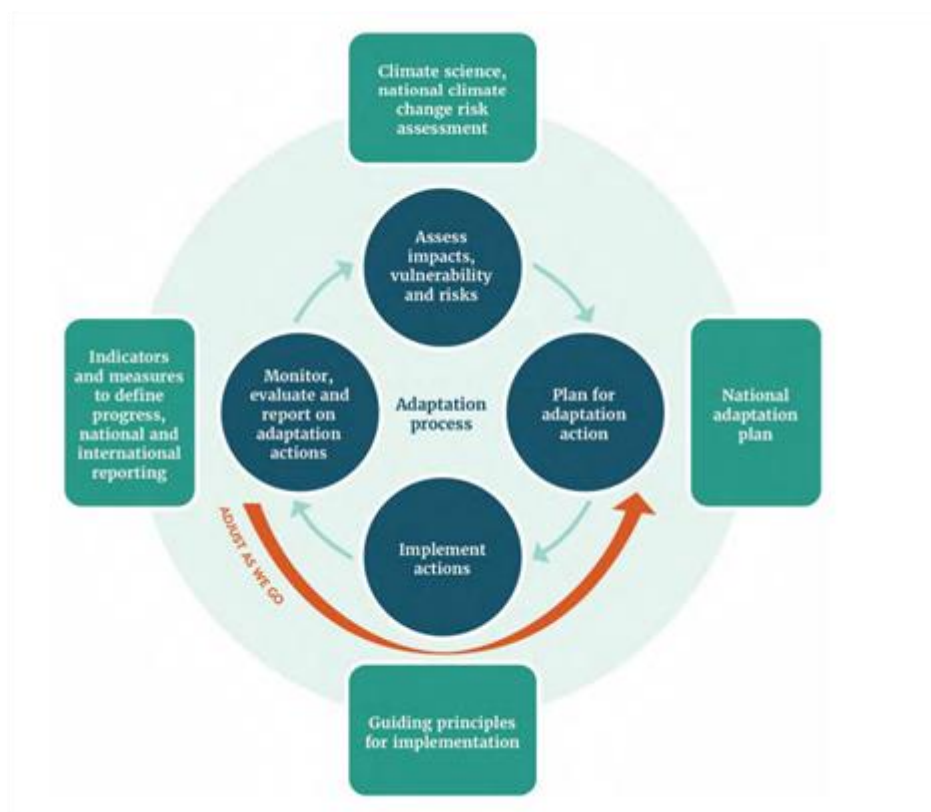 Climate science,
national climate
change risk
assessment
Assess
impacts,
vulnerability
and risks
Indicators
and measures
to define
progress,
national and
international
reporting
Monitor,
evaluate and
report on
adaptation
actions
Adaptation
process
Plan for
adaptation
action
National
adaptation
plan
ADJUST AS WE GO
Implement
actions
Guiding principles
for implementation